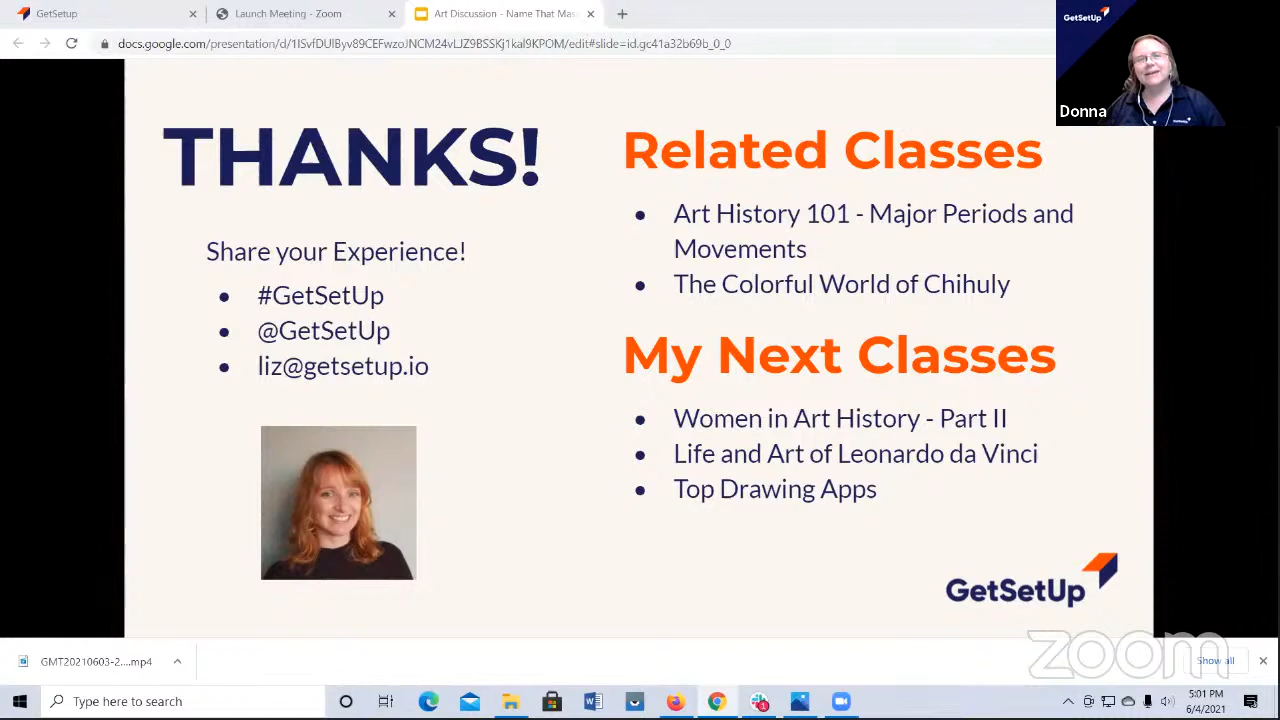 GetSetUp
Launch Meeting - Zoom
Art Discussion - Name That Mas
docs.google.com/presentation/d/
edit#slide=id.gc41a32b69b_0_0
GetSetUp
Donna
GetSetUp
THANKS!
Share your Experience!
#GetSetUp
@GetSetUp
liz@getsetup.io
Related Classes
Art History 101 - Major Periods and
Movements
The Colorful World of Chihuly
My Next Classes
Women in Art History - Part II
Life and Art of Leonardo da Vinci
Top Drawing Apps
GetSetUp
zoom
GMT20210603-2....mp4
Show all
Type here to search
5:01 PM
6/4/2021